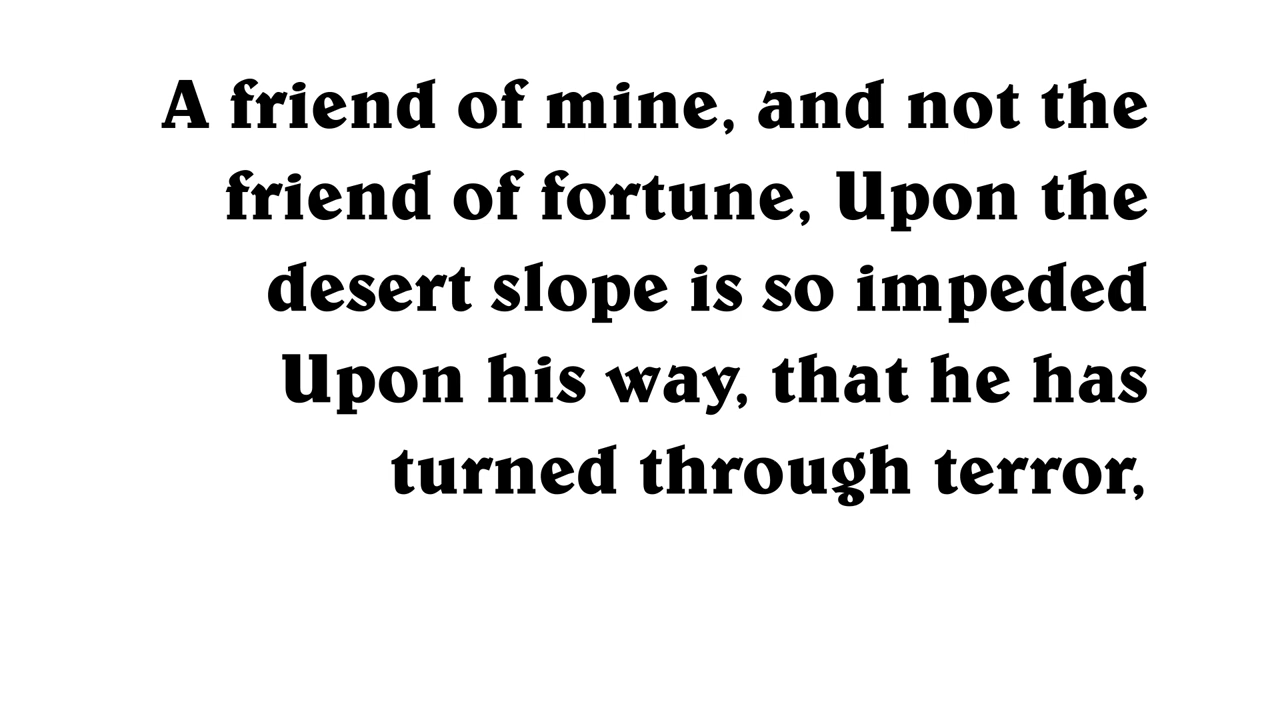 A friend of mine, and not the
friend of fortune, Upon the
desert slope is so impeded
Upon his way, that he has
turned through terror,